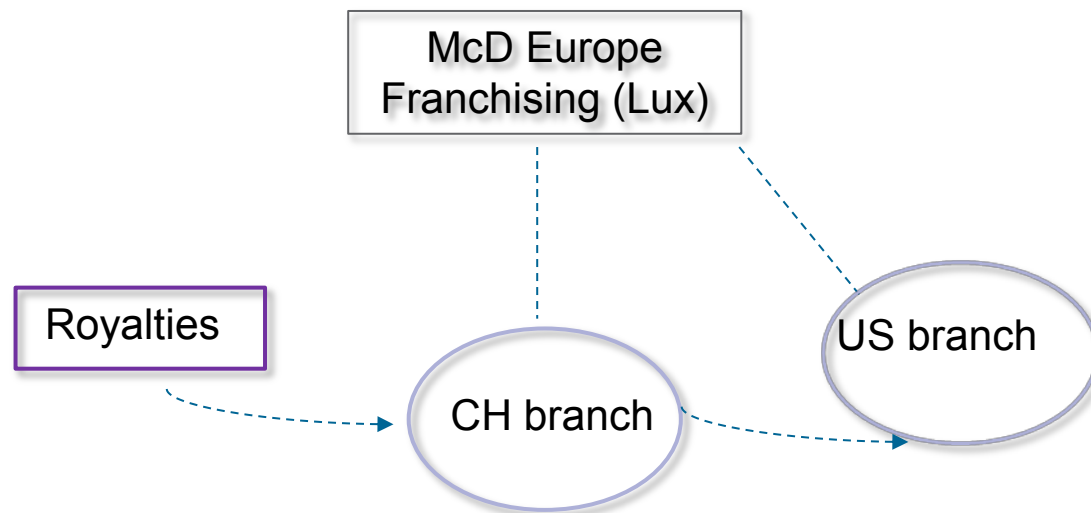 McD Europe
Franchising (Lux)
Royalties
US branch
CH branch